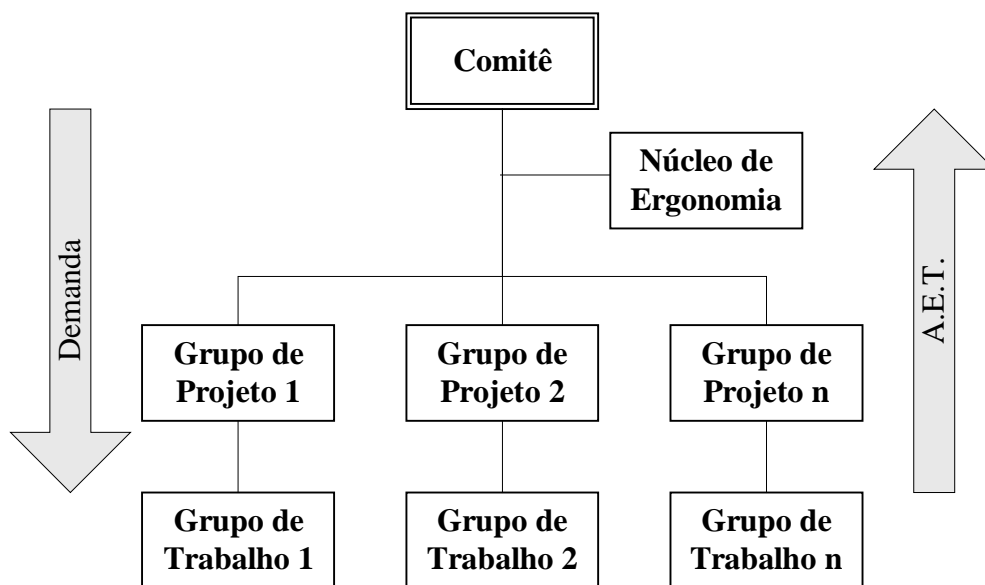 Comitê
Núcleo de
Ergonomia
Demanda
A.E.T.
Grupo de
Projeto 1
Grupo de
Projeto 2
Grupo de
Projeto n
Grupo de
Trabalho 1
Grupo de
Trabalho 2
Grupo de
Trabalho n